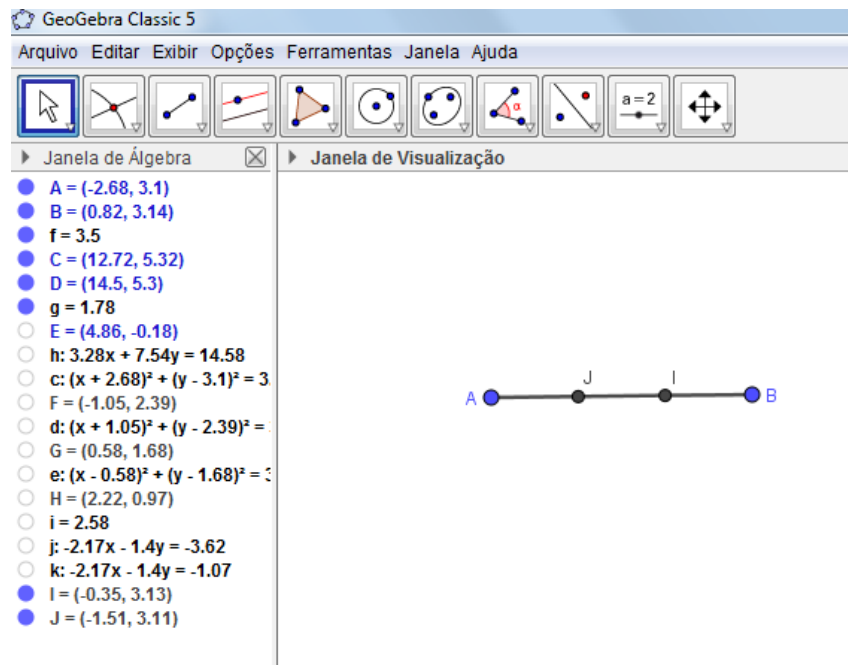 GeoGebra Classic 5
Arquivo Editar Exibir Opções Ferramentas Janela Ajuda
α
a=2
Janela de Álgebra
Janela de Visualização
A = (-2.68, 3.1)
B = (0.82, 3.14)
f = 3.5
C = (12.72, 5.32)
D = (14.5, 5.3)
g = 1.78
E = (4.86, -0.18)
h: 3.28x + 7.54y = 14.58
c: (x + 2.68)² + (y - 3.1)² = 3.
F = (-1.05, 2.39)
d: (x + 1.05)² + (y - 2.39)² =
G = (0.58, 1.68)
e: (x - 0.58)² + (y - 1.68)² = 3
H = (2.22, 0.97)
i = 2.58
j: -2.17x - 1.4y = -3.62
k: -2.17x - 1.4y = -1.07
I = (-0.35, 3.13)
J = (-1.51, 3.11)
A
J
I
B